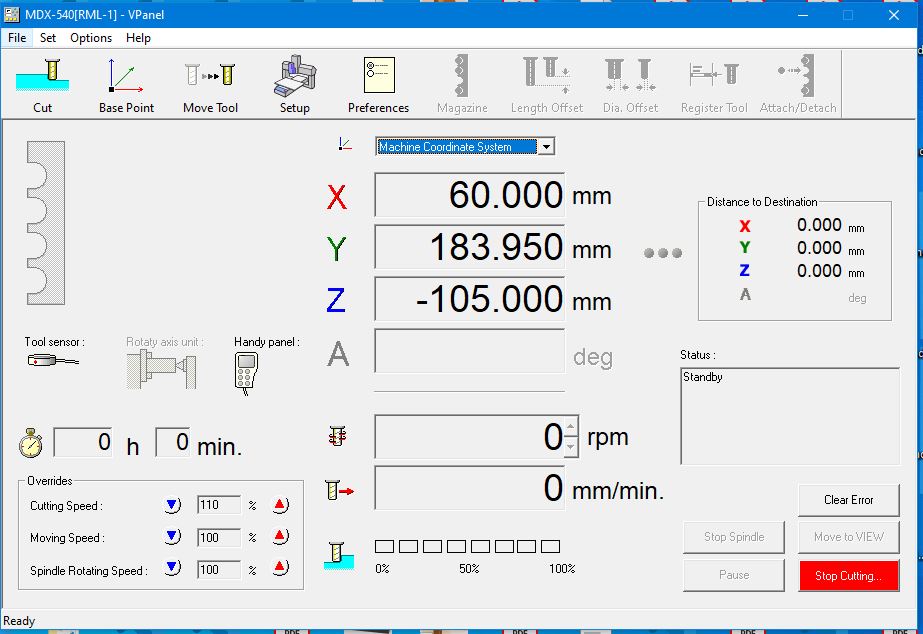 MDX-540[RML-1] - VPanel
File Set Options Help
Cut Base Point Move Tool Setup Preferences Magazine Length Offset Dia. Offset Register Tool Attach/Detach
Machine Coordinate System
X 60.000 mm
Y 183.950 mm
Z -105.000 mm
A deg
Distance to Destination
X 0.000 mm
Y 0.000 mm
Z 0.000 mm
A deg
Tool sensor : Rotaty axis unit : Handy panel :
Status :
Standby
0 h 0 min.
0 rpm
0 mm/min.
Overrides
Cutting Speed : 110 %
Moving Speed : 100 %
Spindle Rotating Speed : 100 %
0% 50% 100%
Clear Error
Stop Spindle Move to VIEW
Pause Stop Cutting...
Ready